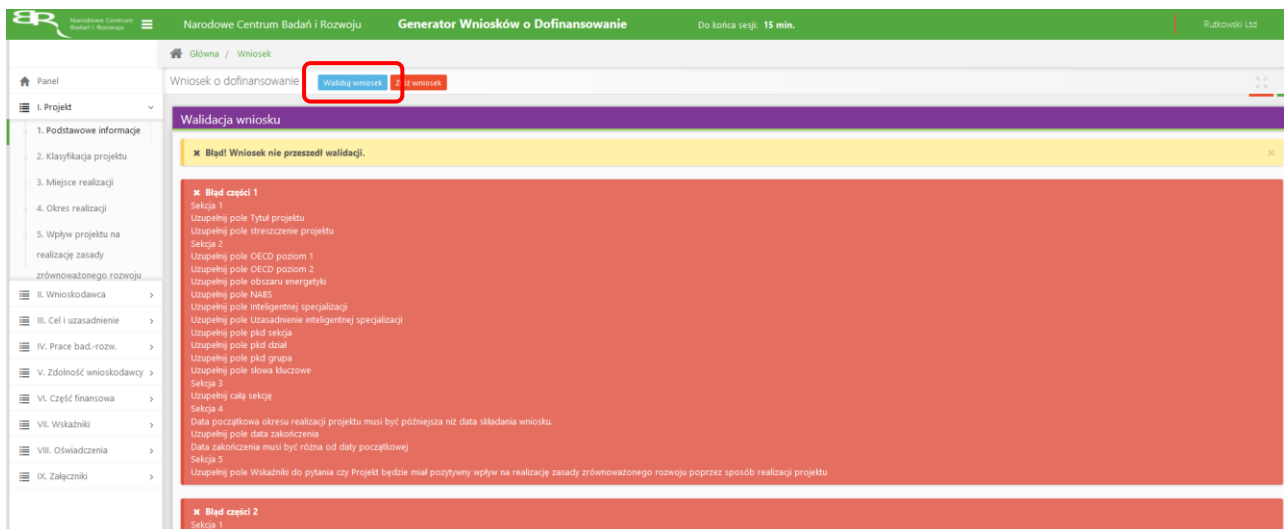 BR Narodowe Centrum
Badań i Rozwoju
Narodowe Centrum Badań i Rozwoju
Generator Wniosków o Dofinansowanie
Do końca sesji: 15 min.
Rutkowski Ltd
Główna / Wniosek
Wniosek o dofinansowanie
Waliduj wniosek
Złóż wniosek
Panel
I. Projekt
1. Podstawowe informacje
2. Klasyfikacja projektu
3. Miejsce realizacji
4. Okres realizacji
5. Wpływ projektu na
realizację zasady
zrównoważonego rozwoju
II. Wnioskodawca
III. Cel i uzasadnienie
IV. Prace bad.-rozw.
V. Zdolność wnioskodawcy
VI. Część finansowa
VII. Wskaźniki
VIII. Oświadczenia
IX. Załączniki
Walidacja wniosku
Błąd! Wniosek nie przeszedł walidacji.
Błąd części 1
Sekcja 1
Uzupełnij pole Tytuł projektu
Uzupełnij pole streszczenie projektu
Sekcja 2
Uzupełnij pole OECD poziom 1
Uzupełnij pole OECD poziom 2
Uzupełnij pole obszaru energetyki
Uzupełnij pole NABS
Uzupełnij pole Inteligentnej specjalizacji
Uzupełnij pole Uzasadnienie inteligentnej specjalizacji
Uzupełnij pole pkd sekcja
Uzupełnij pole pkd dział
Uzupełnij pole pkd grupa
Uzupełnij pole słowa kluczowe
Sekcja 3
Uzupełnij całą sekcję
Sekcja 4
Data początkowa okresu realizacji projektu musi być późniejsza niż data składania wniosku.
Uzupełnij pole data zakończenia
Data zakończenia musi być różna od daty początkowej
Sekcja 5
Uzupełnij pole Wskaźniki do pytania czy Projekt będzie miał pozytywny wpływ na realizację zasady zrównoważonego rozwoju poprzez sposób realizacji projektu
Błąd części 2
Sekcja 1